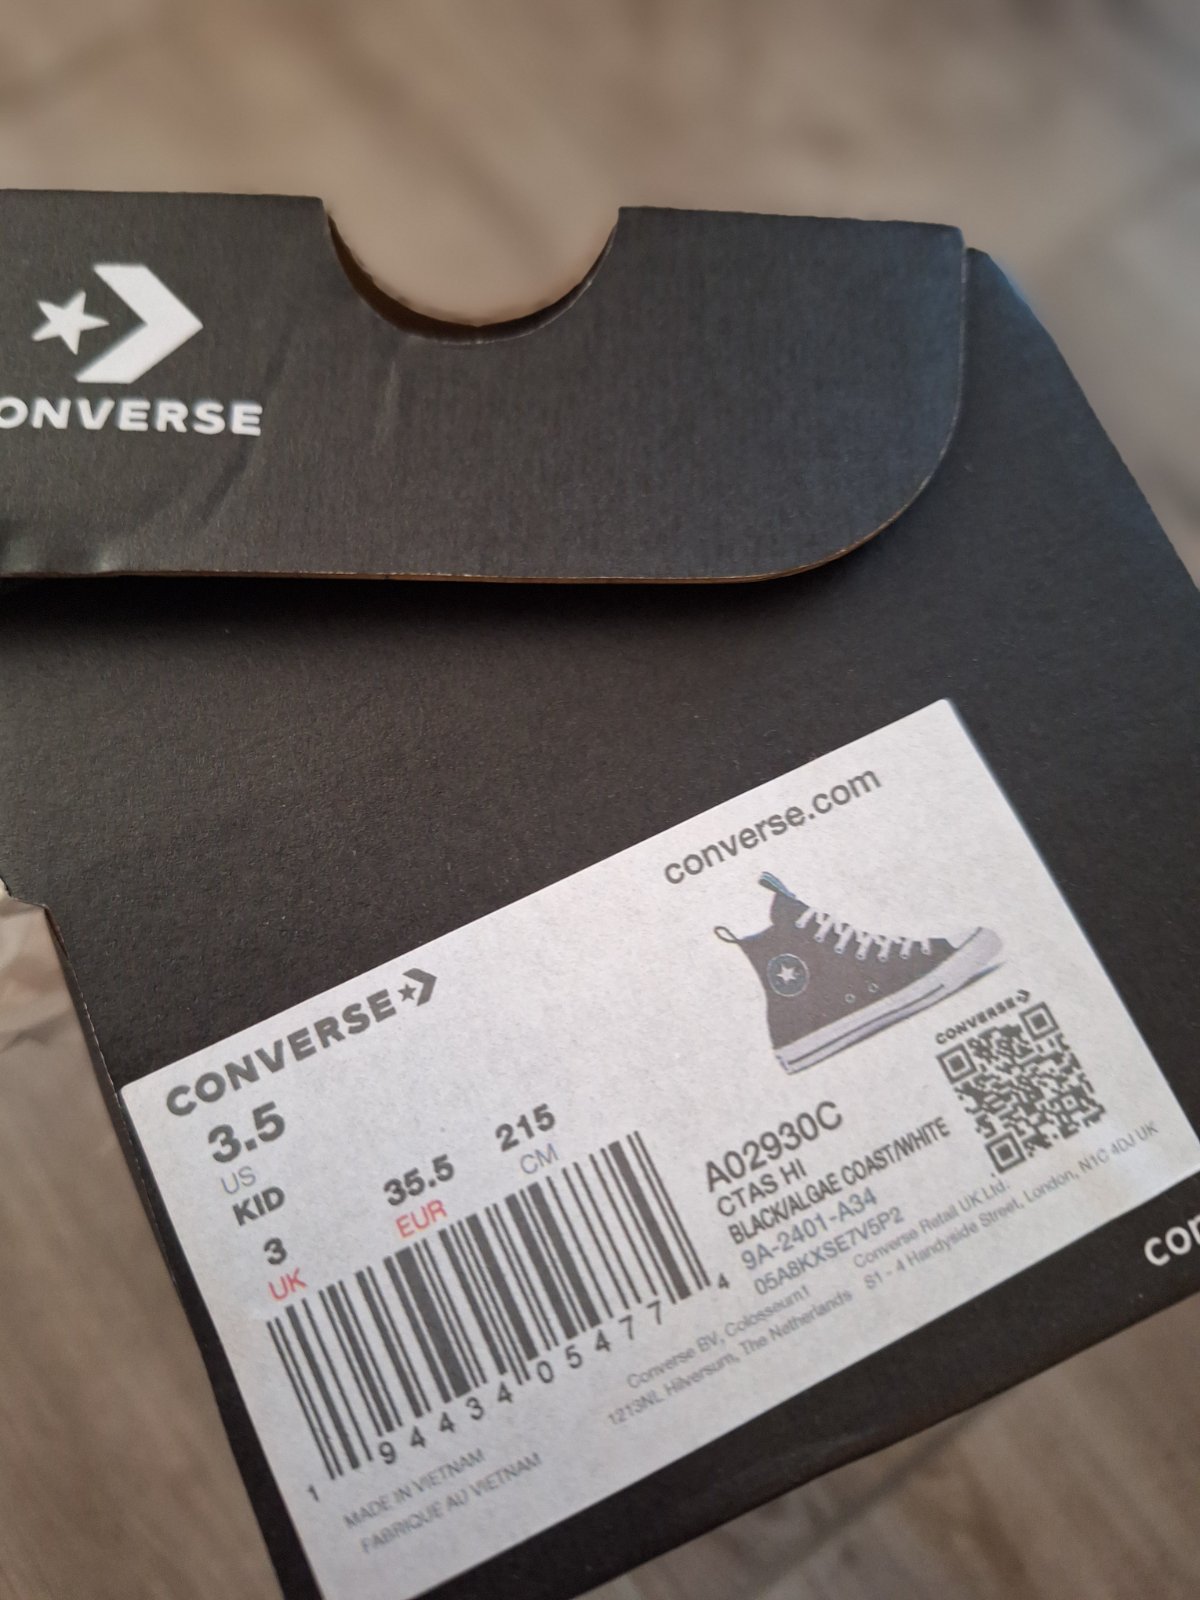 ONVERSE
converse.com
CONVERSE
3.5
US
KID
3
UK
35.5
EUR
215
CM
1 94434 05477 4
MADE IN VIETNAM
FABRIQUE AU VIETNAM
CONVERSE
A02930C
CTAS HI
BLACK/ALGAE COAST/WHITE
9A-2401-A34
05A8KXSE7V5P2
Converse BV, Colosseum1
1213NL Hilversum, The Netherlands
Converse Retail UK Ltd.
S1 - 4 Handyside Street, London, N1C 4DJ UK
con